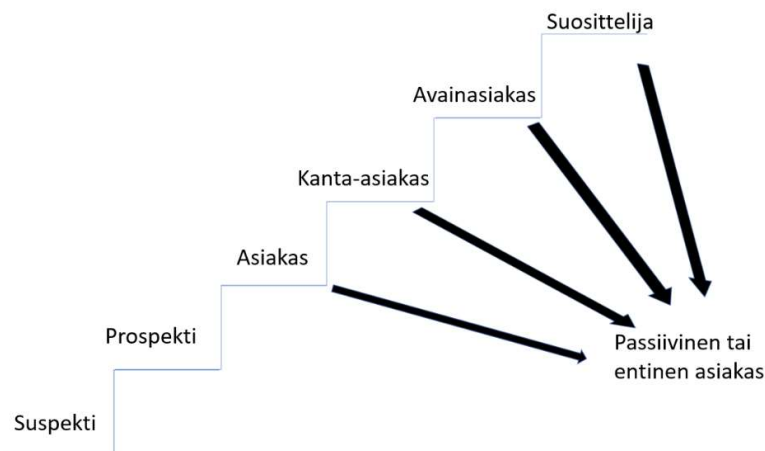 Suosittelija
Avainasiakas
Kanta-asiakas
Asiakas
Prospekti
Passiivinen tai
entinen asiakas
Suspekti